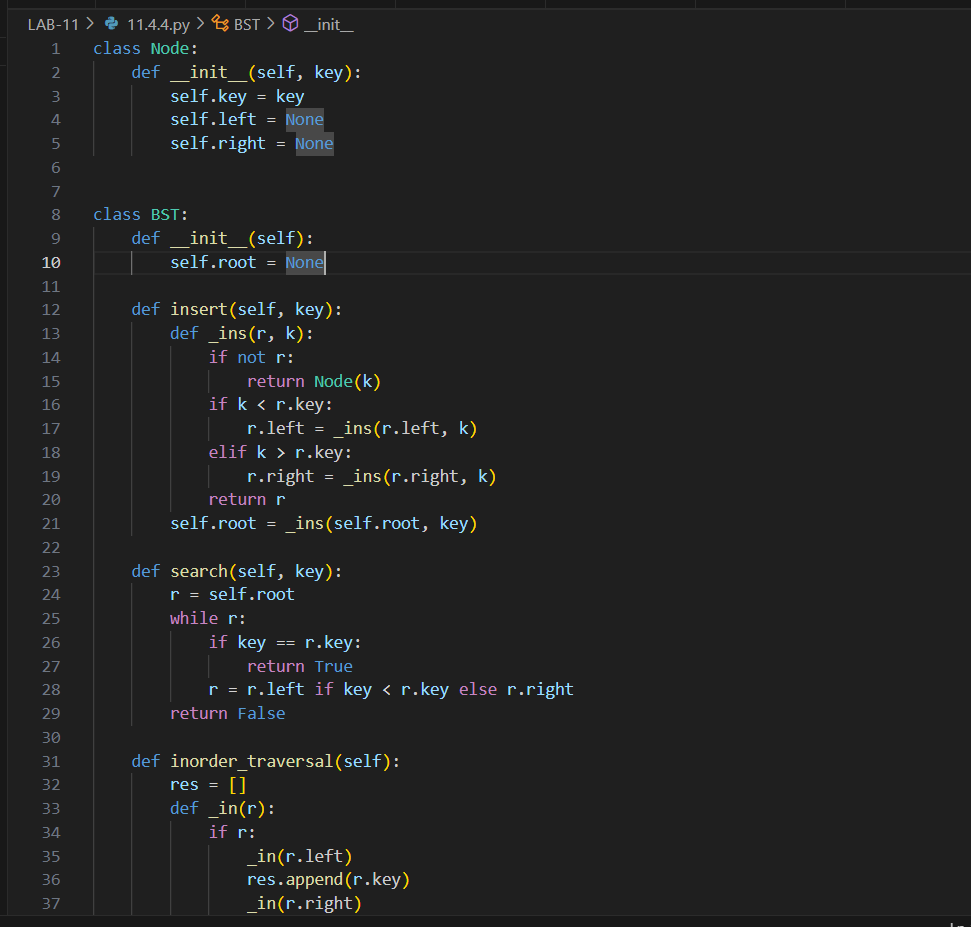 LAB-11 > 11.4.4.py > BST > __init__
1 class Node:
2     def __init__(self, key):
3         self.key = key
4         self.left = None
5         self.right = None
6
7
8 class BST:
9     def __init__(self):
10         self.root = None
11
12     def insert(self, key):
13         def _ins(r, k):
14             if not r:
15                 return Node(k)
16             if k < r.key:
17                 r.left = _ins(r.left, k)
18             elif k > r.key:
19                 r.right = _ins(r.right, k)
20             return r
21         self.root = _ins(self.root, key)
22
23     def search(self, key):
24         r = self.root
25         while r:
26             if key == r.key:
27                 return True
28             r = r.left if key < r.key else r.right
29         return False
30
31     def inorder_traversal(self):
32         res = []
33         def _in(r):
34             if r:
35                 _in(r.left)
36                 res.append(r.key)
37                 _in(r.right)